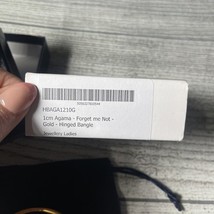 HBAGA1210G
1cm Agama - Forget me Not -
Gold - Hinged Bangle
Jewellery Ladies